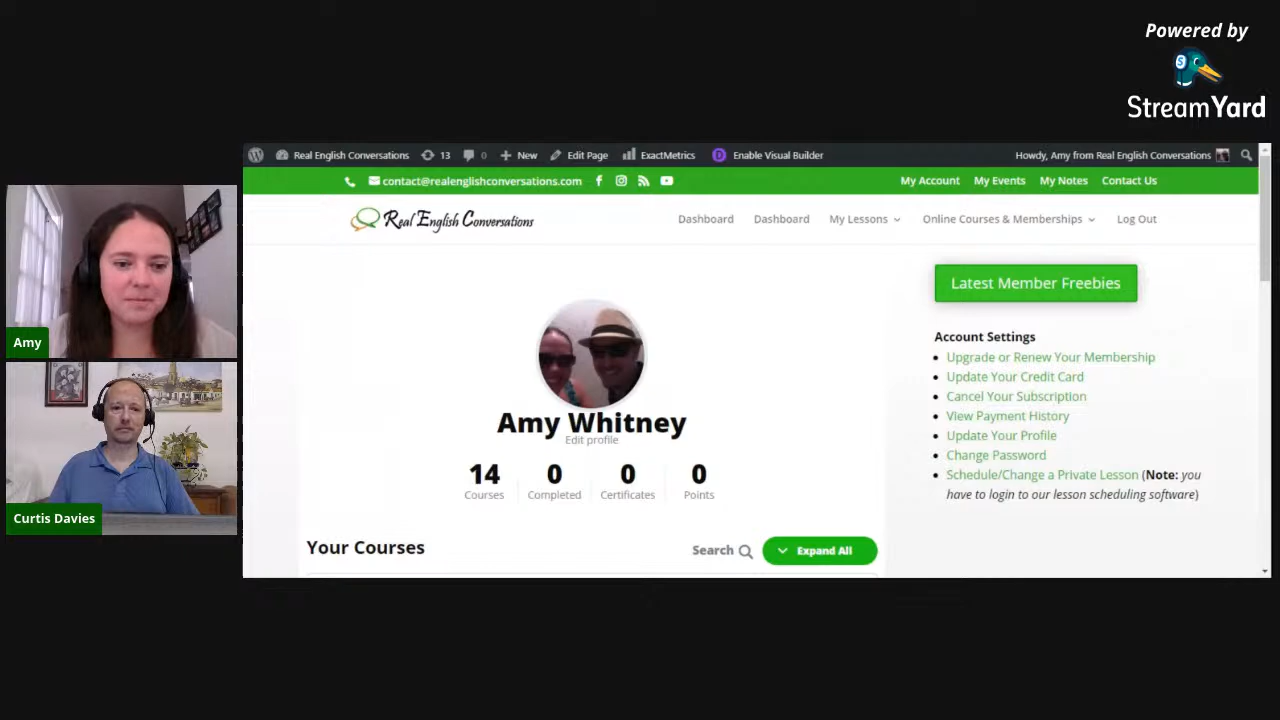 Powered by
StreamYard
Real English Conversations 13 0 New Edit Page ExactMetrics Enable Visual Builder Howdy, Amy from Real English Conversations
contact@realenglishconversations.com My Account My Events My Notes Contact Us
Real English Conversations Dashboard Dashboard My Lessons Online Courses & Memberships Log Out
Latest Member Freebies
Amy Whitney
Edit profile
14 0 0 0
Courses Completed Certificates Points
Your Courses Search Expand All
Account Settings
Upgrade or Renew Your Membership
Update Your Credit Card
Cancel Your Subscription
View Payment History
Update Your Profile
Change Password
Schedule/Change a Private Lesson (Note: you
have to login to our lesson scheduling software)
Amy
Curtis Davies